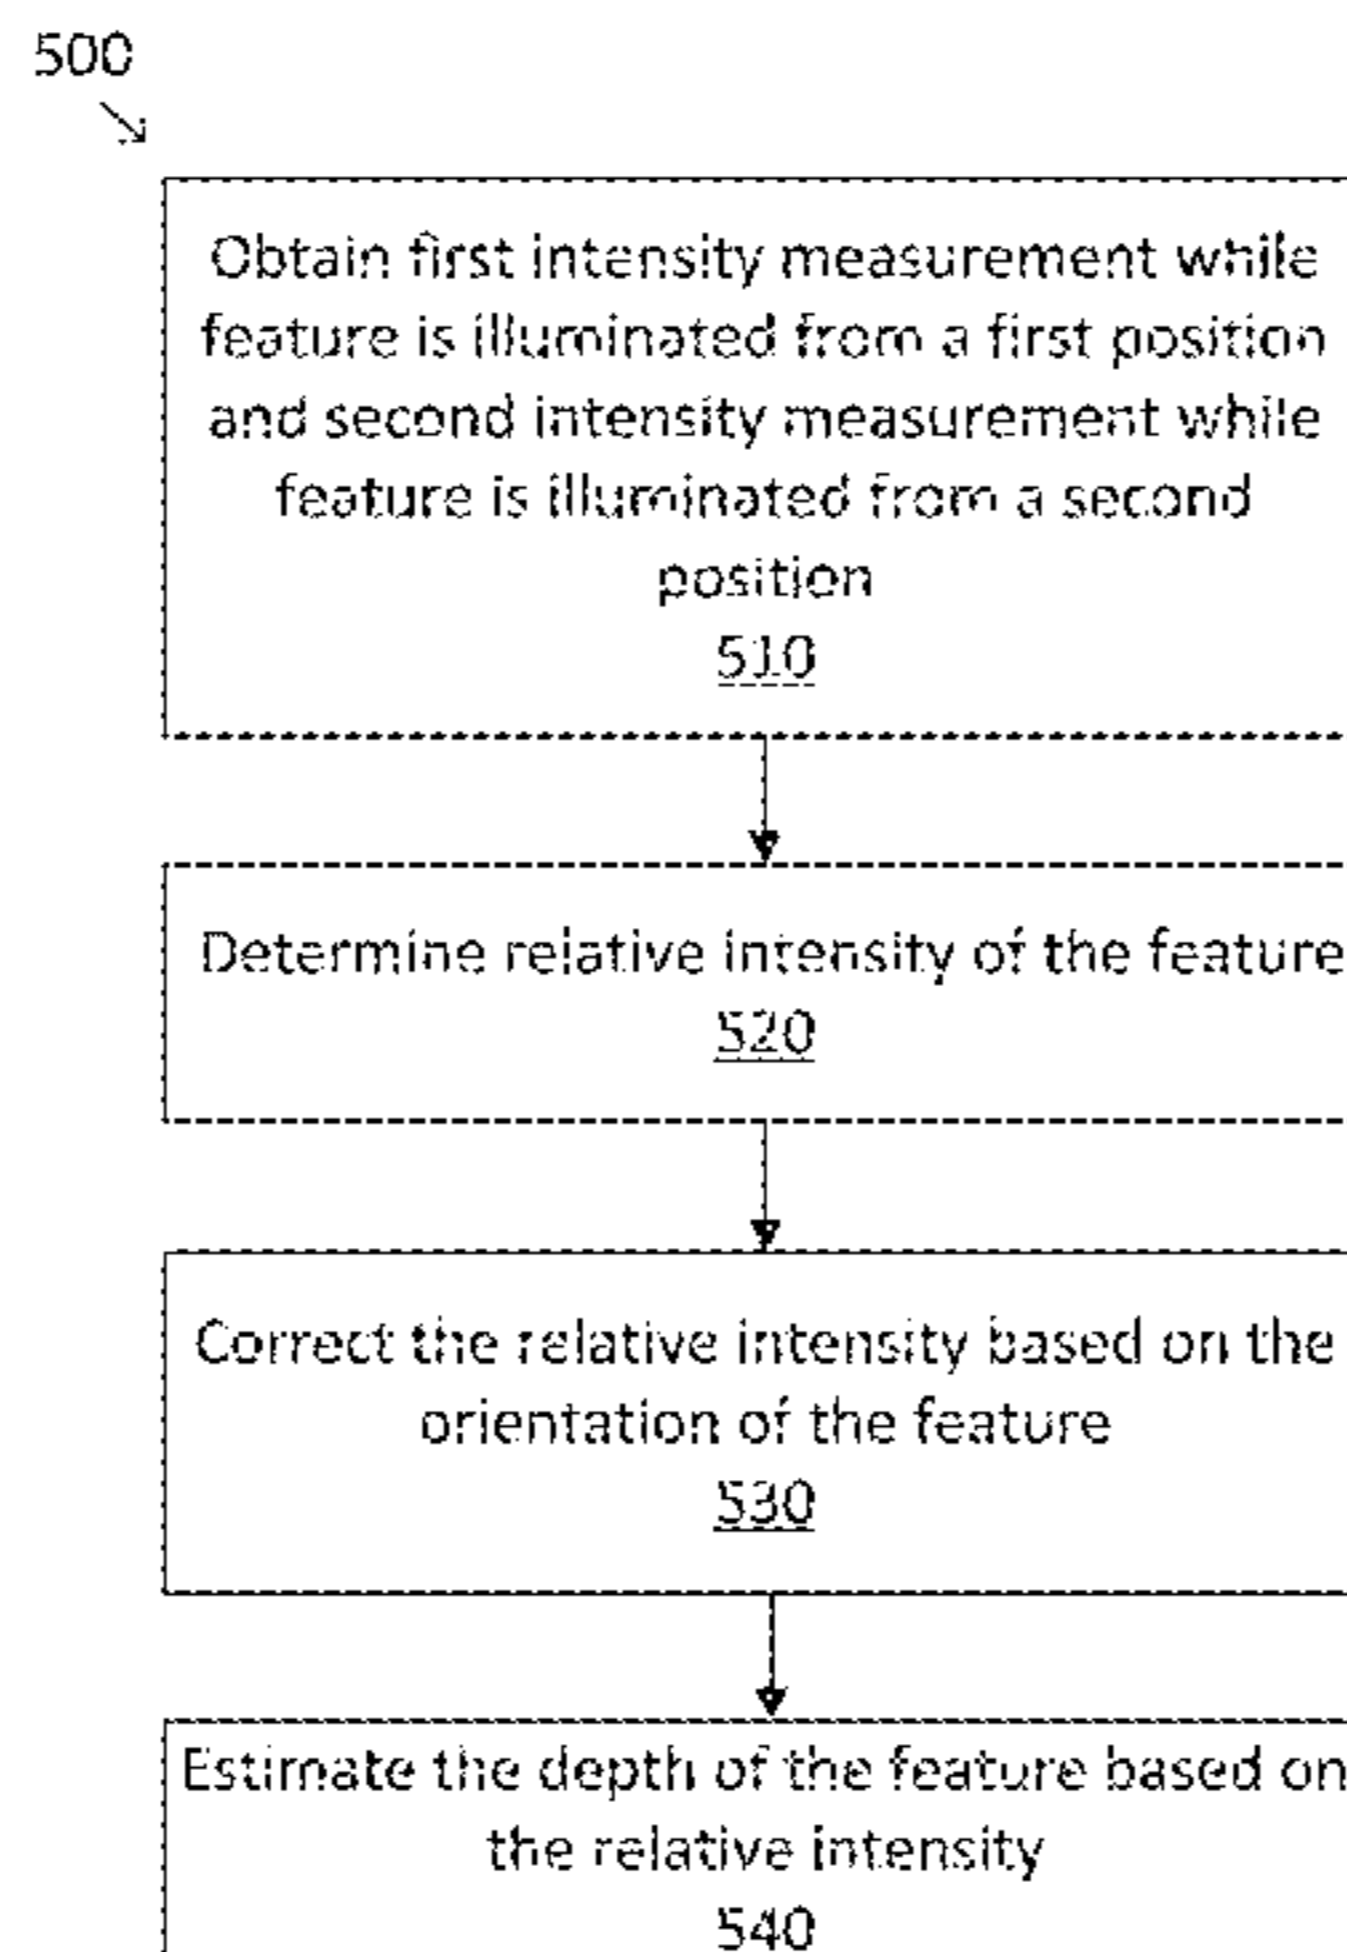 500
Obtain first intensity measurement while
feature is illuminated from a first position
and second intensity measurement while
feature is illuminated from a second
position
510
Determine relative intensity of the feature
520
Correct the relative intensity based on the
orientation of the feature
530
Estimate the depth of the feature based on
the relative intensity
540